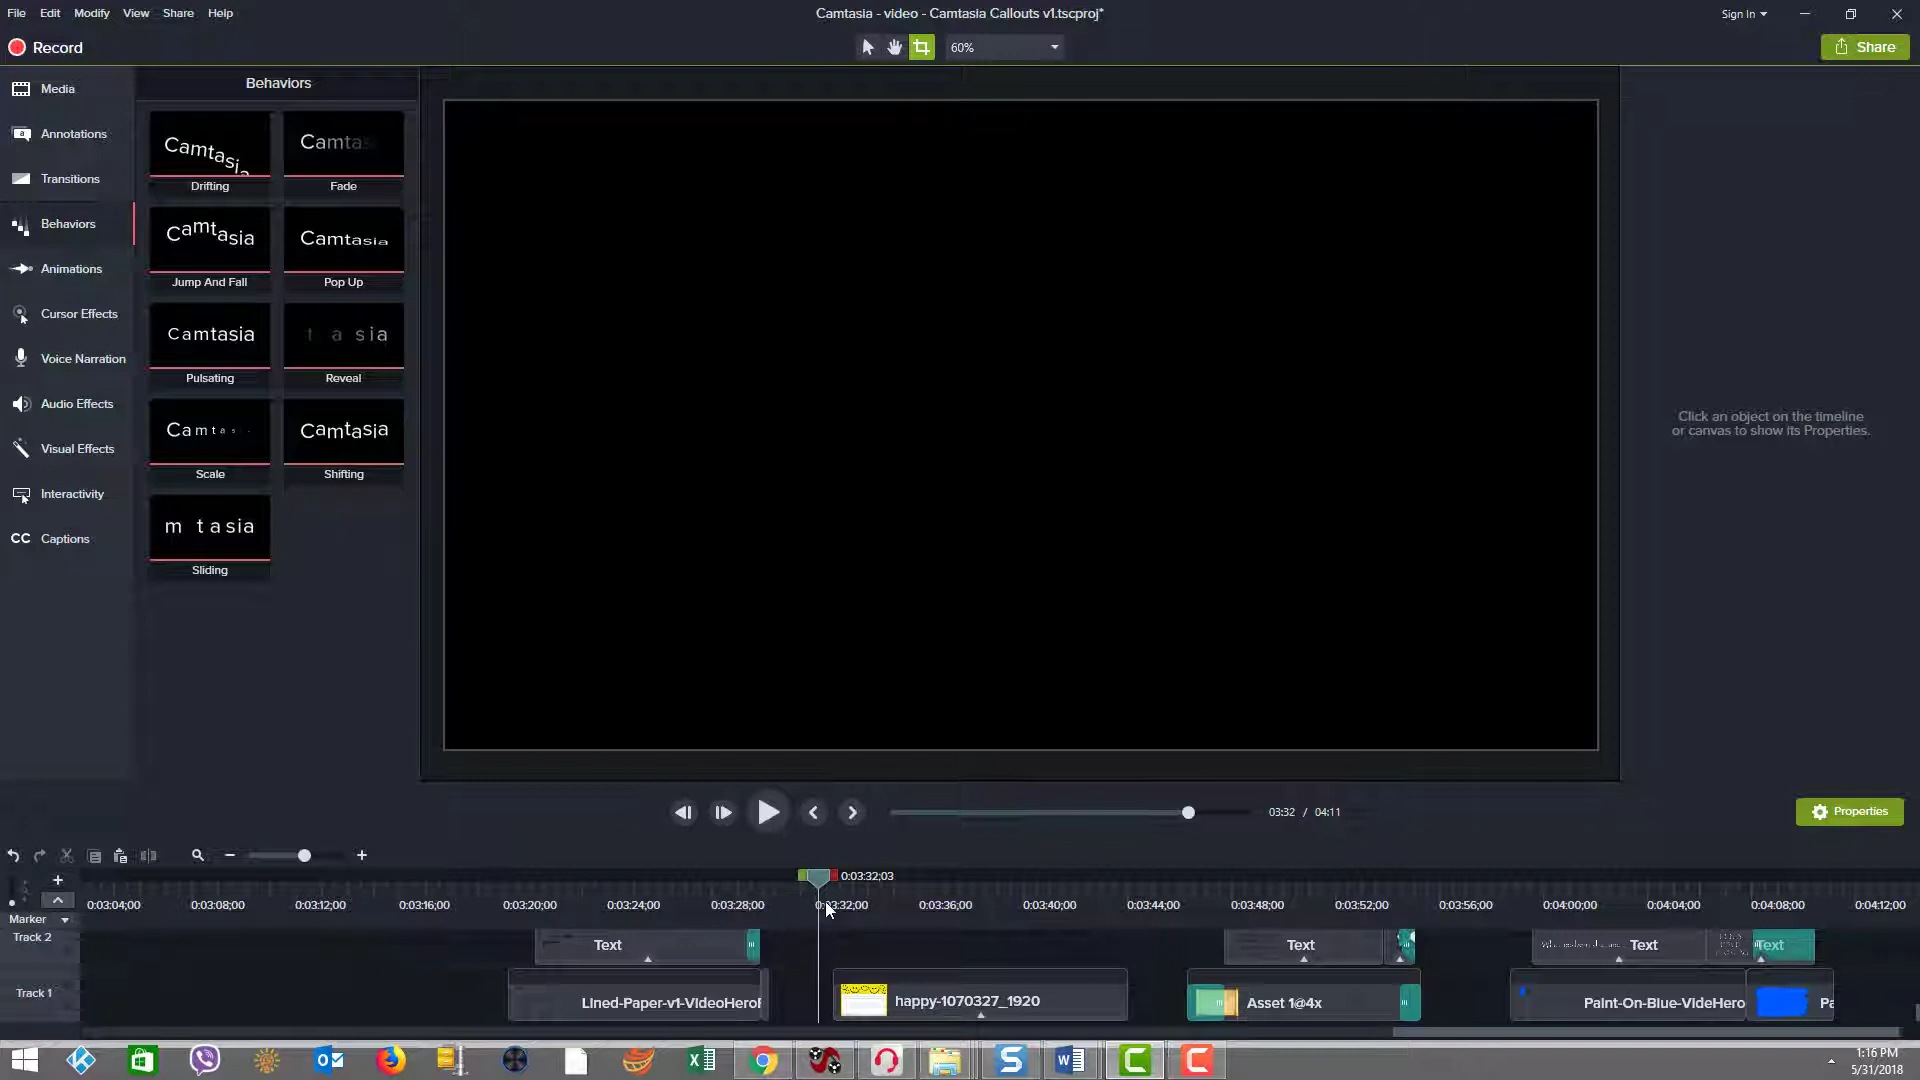 File Edit Modify View Share Help
Camtasia - video - Camtasia Callouts v1.tscproj*
Sign In
Record
60%
Share
Media
Annotations
Transitions
Behaviors
Animations
Cursor Effects
Voice Narration
Audio Effects
Visual Effects
Interactivity
CC Captions
Behaviors
Camtasia Camtas
Drifting Fade
Camtasia Camtasia
Jump And Fall Pop Up
Camtasia t a sia
Pulsating Reveal
Camtas Camtasia
Scale Shifting
m tasia
Sliding
Click an object on the timeline
or canvas to show its Properties.
03:32 / 04:11
Properties
0:03:32;03
0:03:04;00 0:03:08;00 0:03:12;00 0:03:16;00 0:03:20;00 0:03:24;00 0:03:28;00 0:03:32;00 0:03:36;00 0:03:40;00 0:03:44;00 0:03:48;00 0:03:52;00 0:03:56;00 0:04:00;00 0:04:04;00 0:04:08;00 0:04:12;00
Marker
Track 2 Text Text Text Text
Track 1 Lined-Paper-v1-VideoHero happy-1070327_1920 Asset 1@4x Paint-On-Blue-VideHero Pa
1:16 PM
5/31/2018